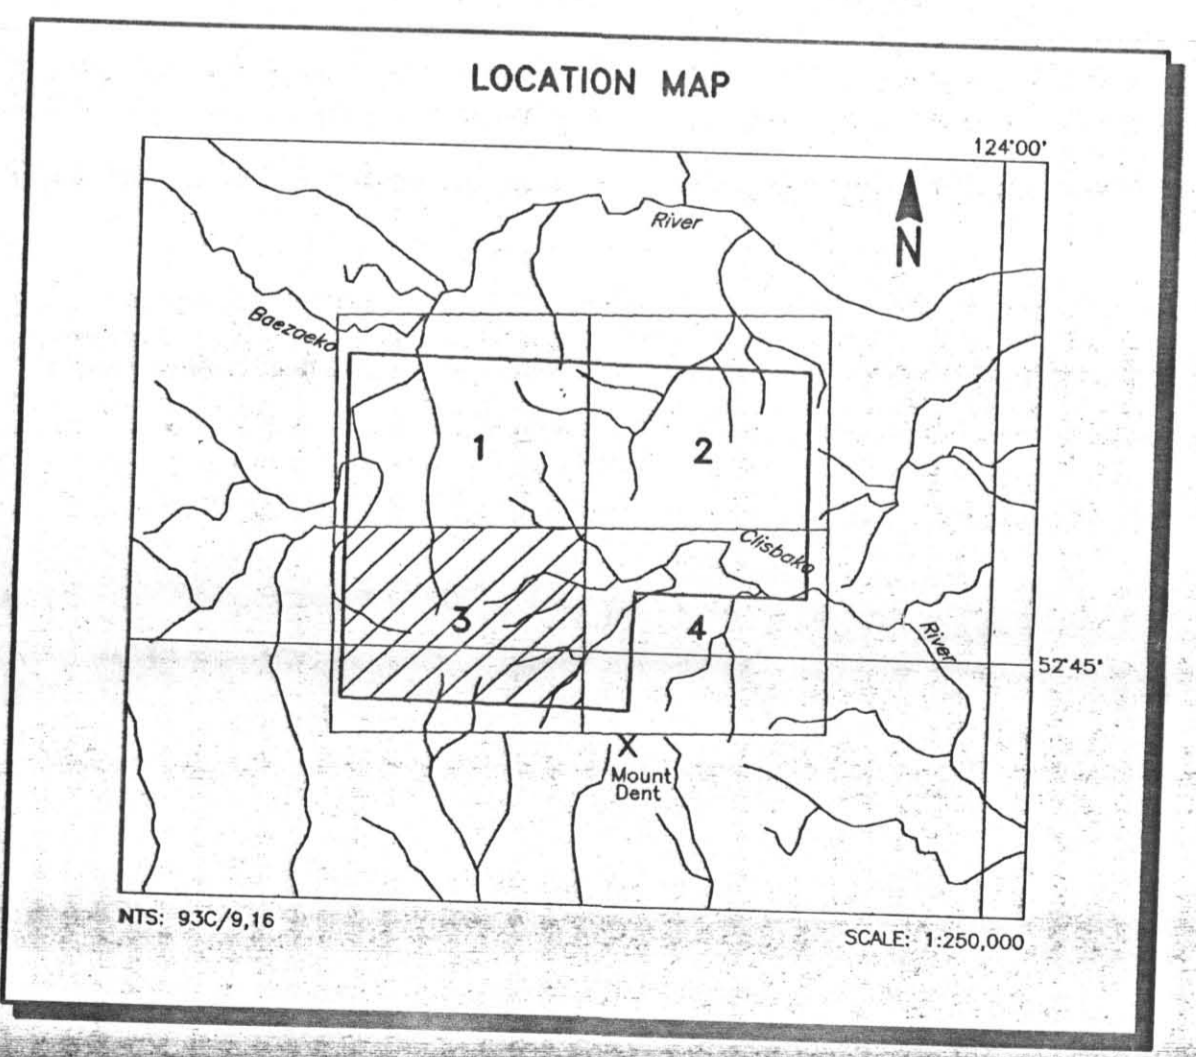 LOCATION MAP
124°00'
River
N
Baezaeko
1
2
Clisbako
3
4
River
52°45'
X
Mount
Dent
NTS: 93C/9,16
SCALE: 1:250,000